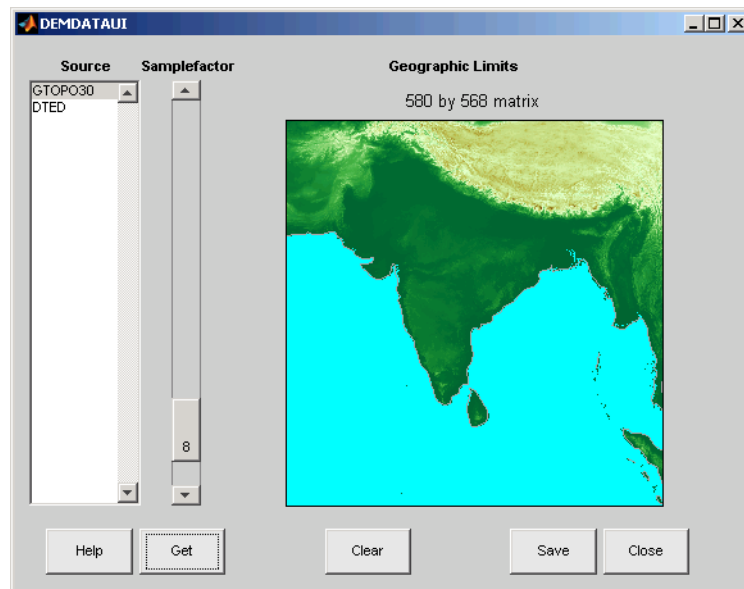 DEMDATAUI
Source
Samplefactor
Geographic Limits
GTOPO30
DTED
580 by 568 matrix
8
Help
Get
Clear
Save
Close